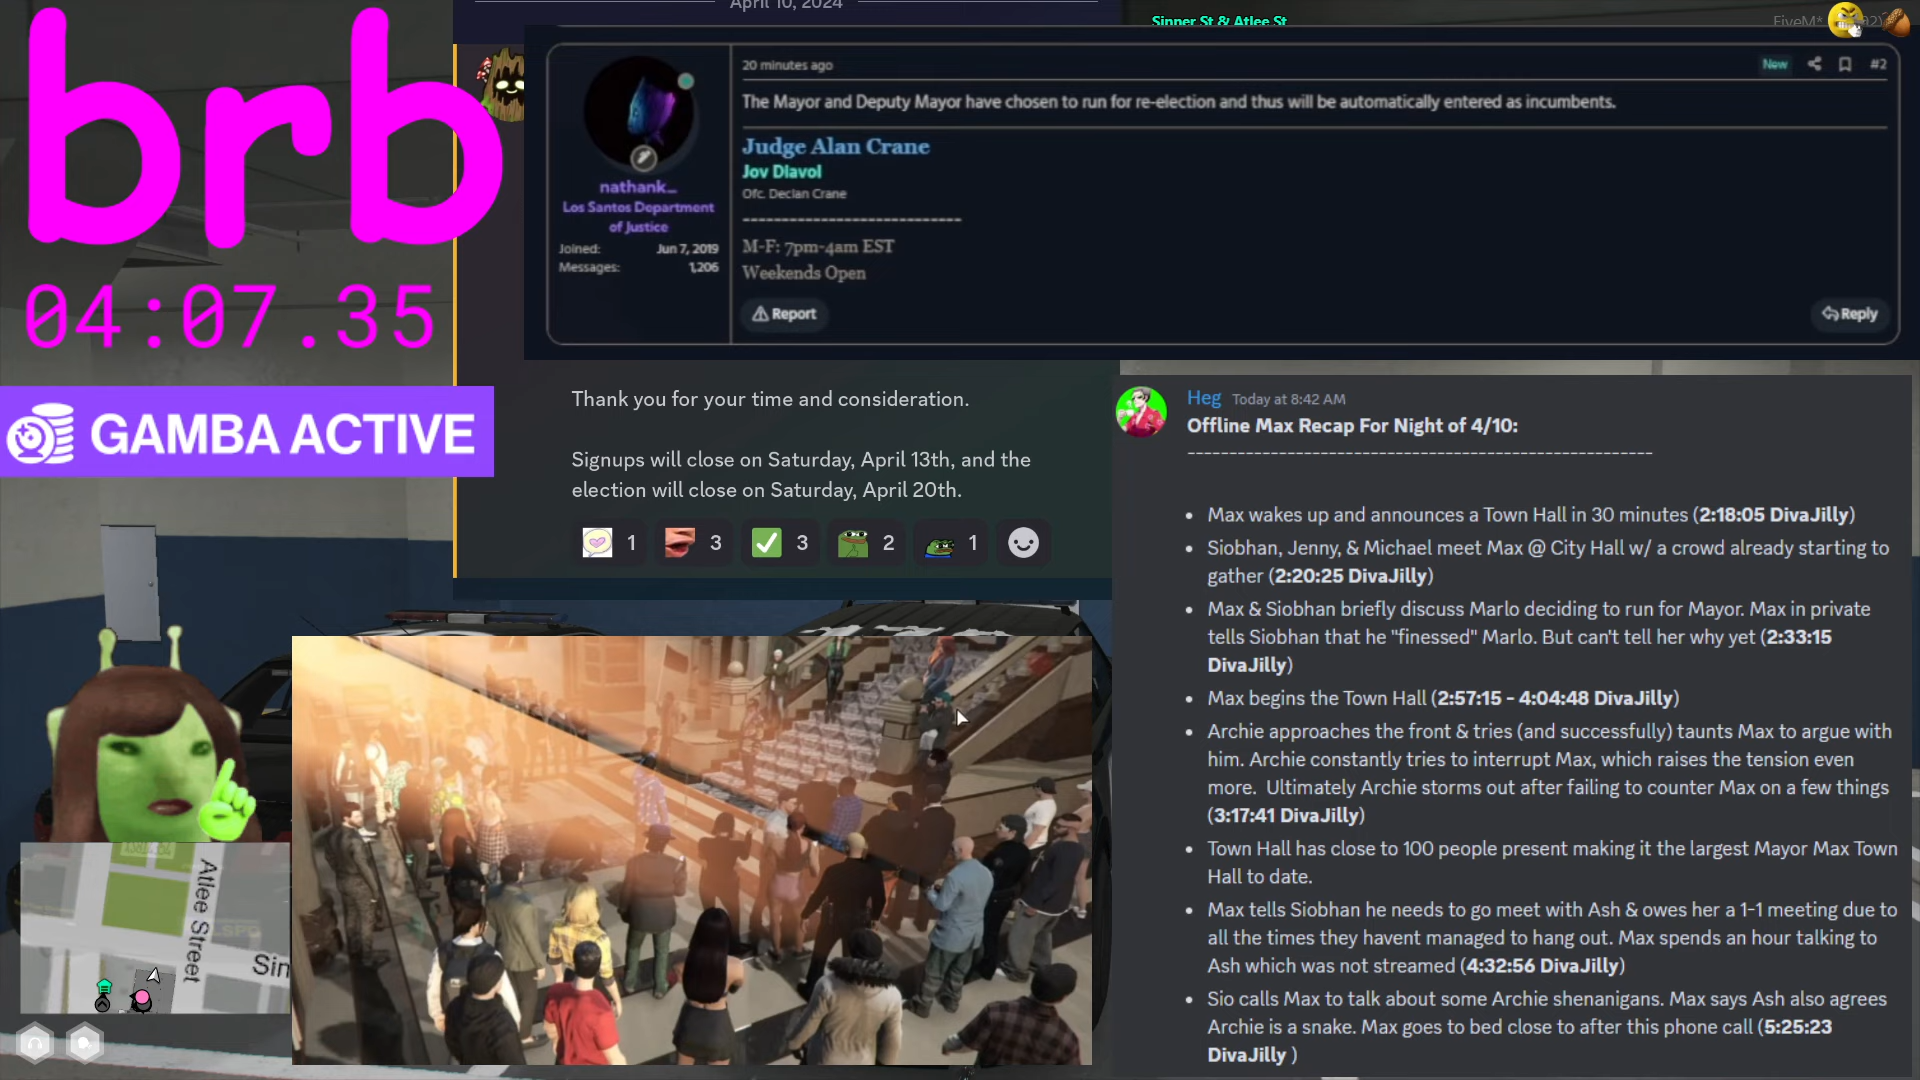 April 10, 2024
Sinner St & Atlee St
FiveM*
brb
04:07.35
GAMBA ACTIVE
20 minutes ago
New
#2
The Mayor and Deputy Mayor have chosen to run for re-election and thus will be automatically entered as incumbents.
Judge Alan Crane
Jov Dlavol
Ofc. Declan Crane
----------------------------
M-F: 7pm-4am EST
Weekends Open
nathank_
Los Santos Department
of Justice
Joined: Jun 7, 2019
Messages: 1,206
Report
Reply
Thank you for your time and consideration.
Signups will close on Saturday, April 13th, and the
election will close on Saturday, April 20th.
1 3 3 2 1
Heg Today at 8:42 AM
Offline Max Recap For Night of 4/10:
--------------------------------------------------------
• Max wakes up and announces a Town Hall in 30 minutes (2:18:05 DivaJilly)
• Siobhan, Jenny, & Michael meet Max @ City Hall w/ a crowd already starting to
gather (2:20:25 DivaJilly)
• Max & Siobhan briefly discuss Marlo deciding to run for Mayor. Max in private
tells Siobhan that he "finessed" Marlo. But can't tell her why yet (2:33:15
DivaJilly)
• Max begins the Town Hall (2:57:15 - 4:04:48 DivaJilly)
• Archie approaches the front & tries (and successfully) taunts Max to argue with
him. Archie constantly tries to interrupt Max, which raises the tension even
more. Ultimately Archie storms out after failing to counter Max on a few things
(3:17:41 DivaJilly)
• Town Hall has close to 100 people present making it the largest Mayor Max Town
Hall to date.
• Max tells Siobhan he needs to go meet with Ash & owes her a 1-1 meeting due to
all the times they havent managed to hang out. Max spends an hour talking to
Ash which was not streamed (4:32:56 DivaJilly)
• Sio calls Max to talk about some Archie shenanigans. Max says Ash also agrees
Archie is a snake. Max goes to bed close to after this phone call (5:25:23
DivaJilly )
Atlee Street
LSPD
Sin